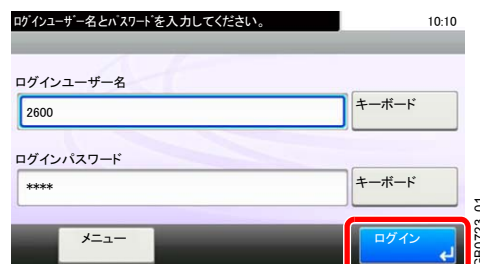 ﾛｸﾞｲﾝﾕｰｻﾞｰ名とﾊﾟｽﾜｰﾄﾞを入力してください。 10:10
ログインユーザー名
2600 キーボード
ログインパスワード
**** キーボード
メニュー ログイン
GB0723_01